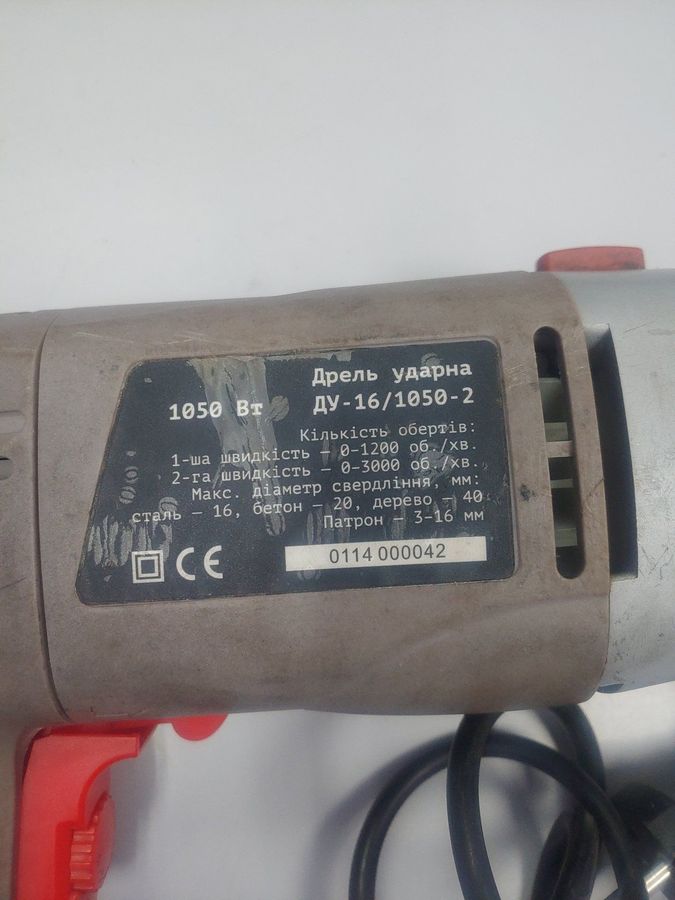 Дрель ударна
1050 Вт ДУ-16/1050-2
Кількість обертів:
1-ша швидкість – 0-1200 об./хв.
2-га швидкість – 0-3000 об./хв.
Макс. діаметр свердління, мм:
сталь – 16, бетон – 20, дерево – 40
Патрон – 3-16 мм
CE
0114 000042